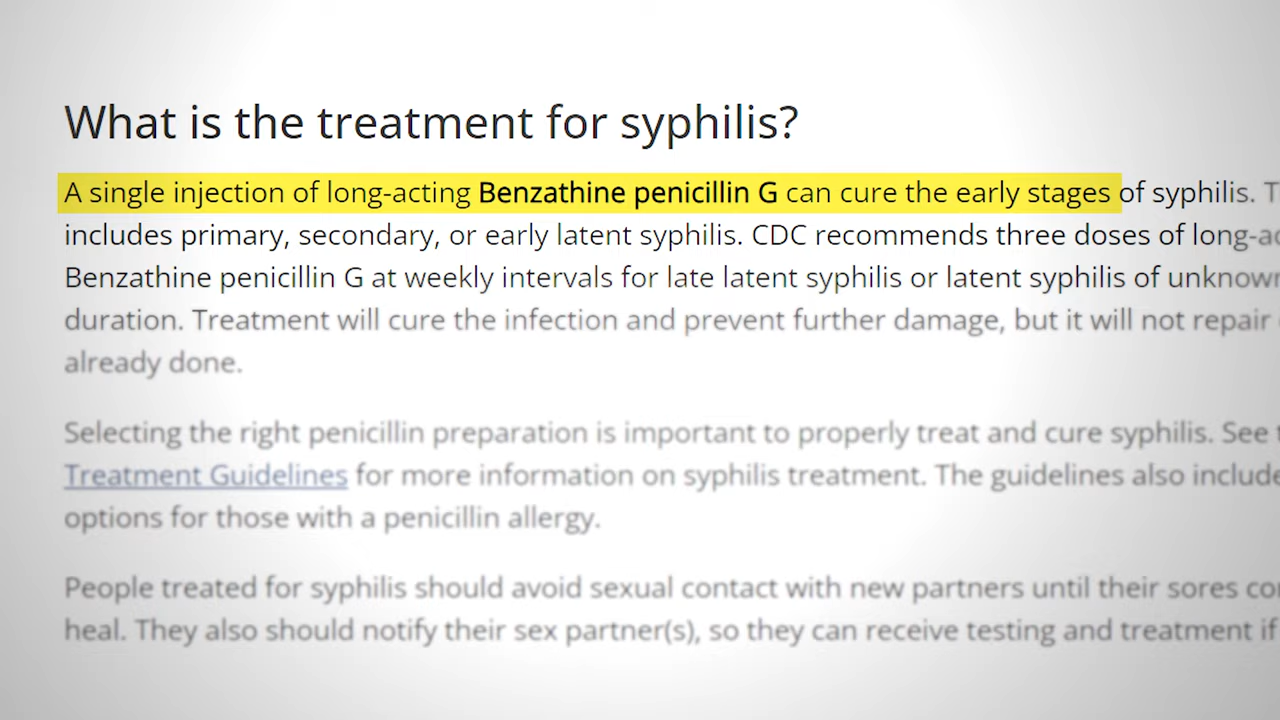 What is the treatment for syphilis?
A single injection of long-acting Benzathine penicillin G can cure the early stages of syphilis.
includes primary, secondary, or early latent syphilis. CDC recommends three doses of
Benzathine penicillin G at weekly intervals for late latent syphilis or latent syphilis of
duration. Treatment will cure the infection and prevent further damage, but it will not repair
already done.
Selecting the right penicillin preparation is important to properly treat and cure syphilis. See
Treatment Guidelines for more information on syphilis treatment. The guidelines also
options for those with a penicillin allergy.
People treated for syphilis should avoid sexual contact with new partners until their sores
heal. They also should notify their sex partner(s), so they can receive testing and treatment if